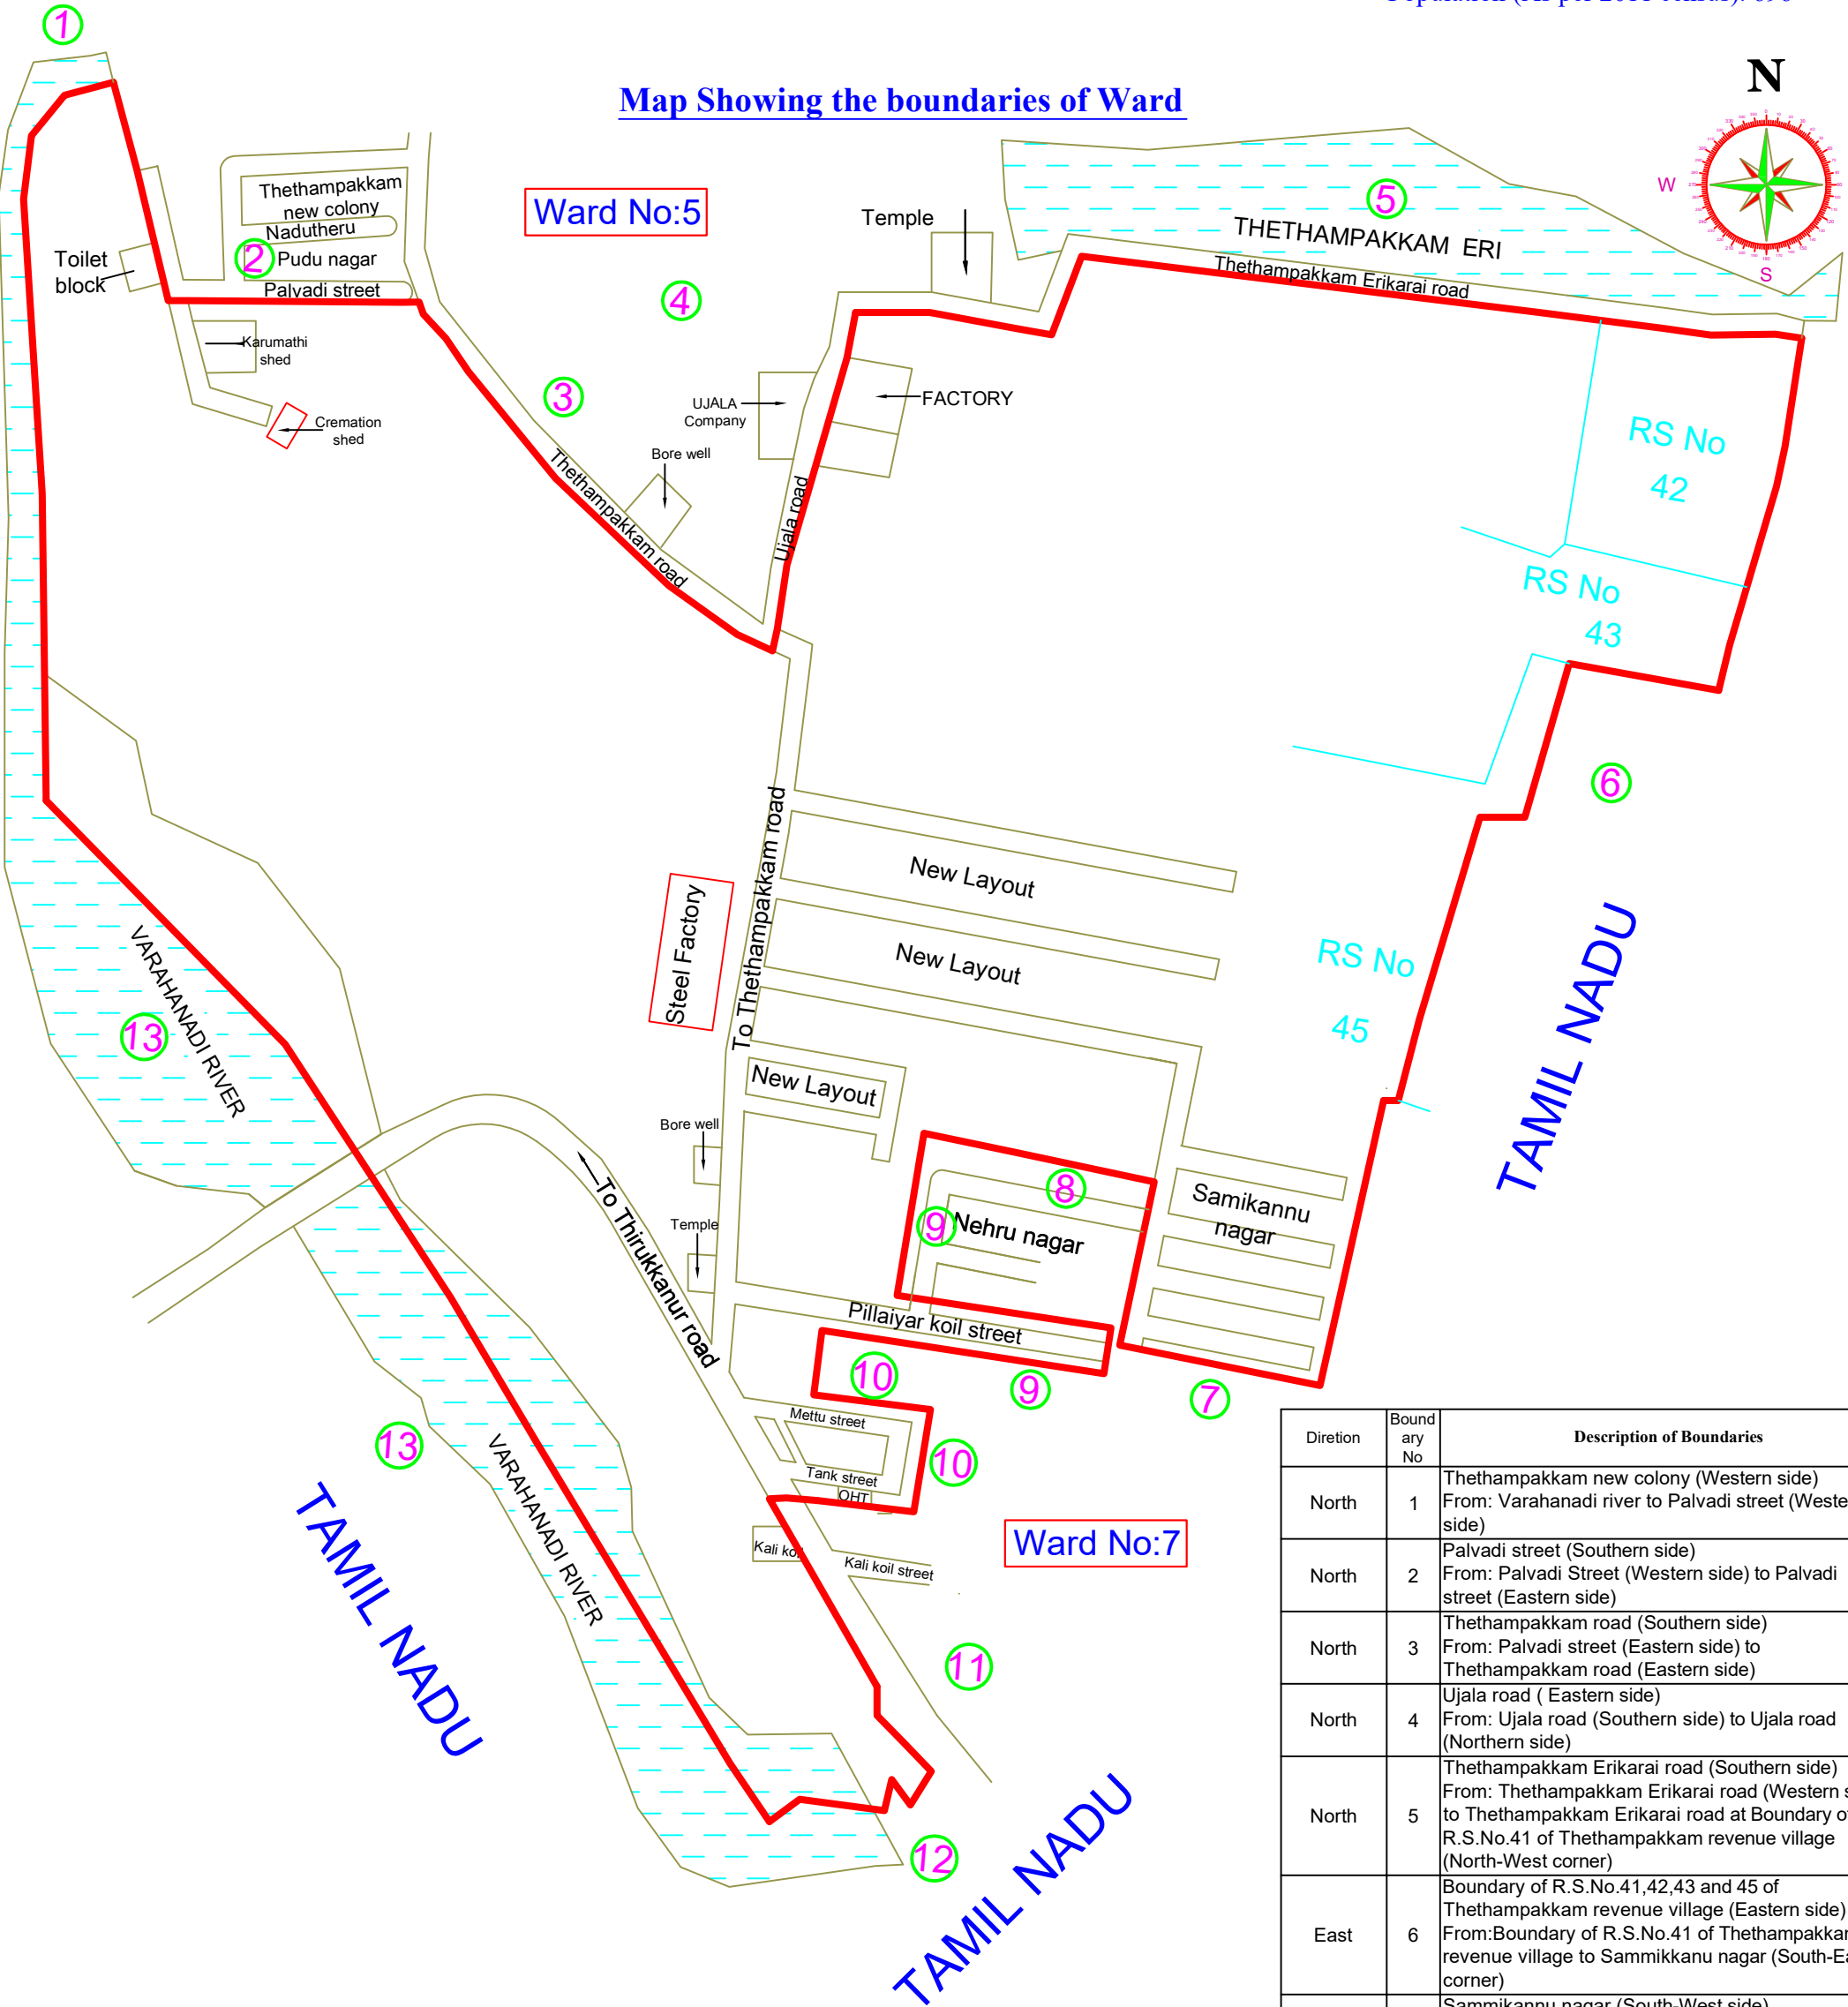 Map Showing the boundaries of Ward
N
W
S
1
Thethampakkam
new colony
Nadutheru
2
Pudu nagar
Palvadi street
Toilet
block
Karumathi
shed
Cremation
shed
Ward No:5
4
3
Temple
5
THETHAMPAKKAM ERI
Thethampakkam Erikarai road
UJALA
Company
FACTORY
Bore well
Thethampakkam road
Ujala road
RS No
42
RS No
43
6
To Thethampakkam road
New Layout
New Layout
Steel Factory
RS No
45
TAMIL NADU
VARAHANADI RIVER
13
New Layout
Bore well
8
9
Nehru nagar
Samikannu
nagar
Temple
To Thirukkanur road
Pillaiyar koil street
10
9
7
Mettu street
10
Tank street
OHT
13
VARAHANADI RIVER
TAMIL NADU
Kali koil
Kali koil street
Ward No:7
11
12
TAMIL NADU
Diretion
Bound
ary
No
Description of Boundaries
North
1
Thethampakkam new colony (Western side)
From: Varahanadi river to Palvadi street (Weste
side)
North
2
Palvadi street (Southern side)
From: Palvadi Street (Western side) to Palvadi
street (Eastern side)
North
3
Thethampakkam road (Southern side)
From: Palvadi street (Eastern side) to
Thethampakkam road (Eastern side)
North
4
Ujala road ( Eastern side)
From: Ujala road (Southern side) to Ujala road
(Northern side)
North
5
Thethampakkam Erikarai road (Southern side)
From: Thethampakkam Erikarai road (Western s
to Thethampakkam Erikarai road at Boundary o
R.S.No.41 of Thethampakkam revenue village
(North-West corner)
East
6
Boundary of R.S.No.41,42,43 and 45 of
Thethampakkam revenue village (Eastern side)
From:Boundary of R.S.No.41 of Thethampakkar
revenue village to Sammikkanu nagar (South-Ea
corner)
Sammikannu nagar (South-West side)